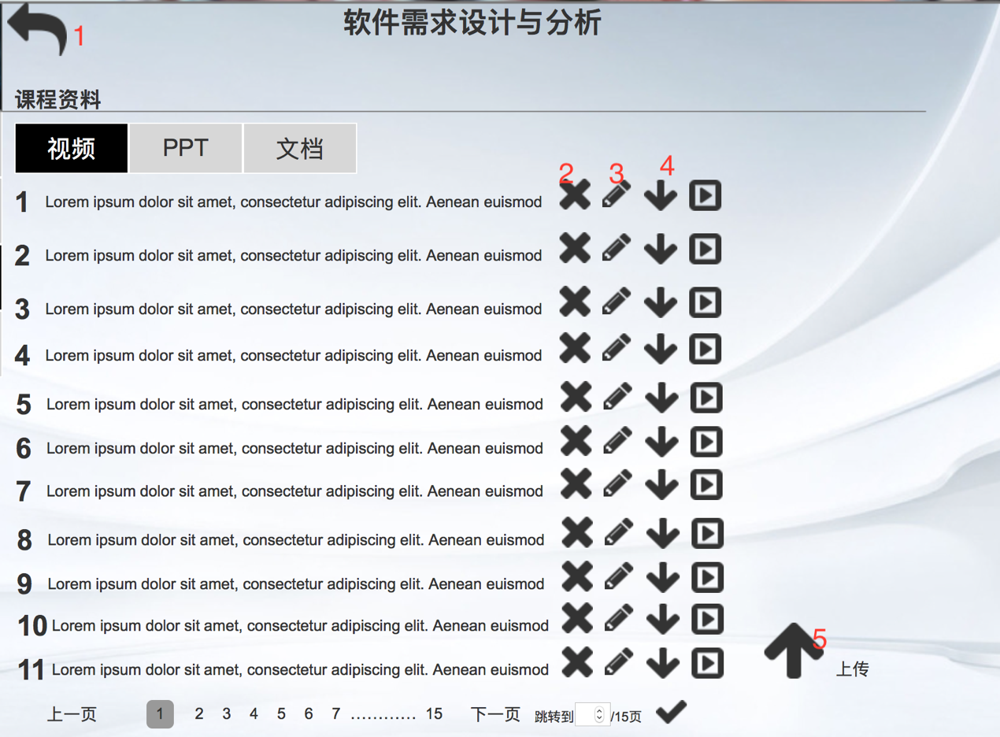 1
软件需求设计与分析
课程资料
视频 PPT 文档
2 3 4
1 Lorem ipsum dolor sit amet, consectetur adipiscing elit. Aenean euismod
2 Lorem ipsum dolor sit amet, consectetur adipiscing elit. Aenean euismod
3 Lorem ipsum dolor sit amet, consectetur adipiscing elit. Aenean euismod
4 Lorem ipsum dolor sit amet, consectetur adipiscing elit. Aenean euismod
5 Lorem ipsum dolor sit amet, consectetur adipiscing elit. Aenean euismod
6 Lorem ipsum dolor sit amet, consectetur adipiscing elit. Aenean euismod
7 Lorem ipsum dolor sit amet, consectetur adipiscing elit. Aenean euismod
8 Lorem ipsum dolor sit amet, consectetur adipiscing elit. Aenean euismod
9 Lorem ipsum dolor sit amet, consectetur adipiscing elit. Aenean euismod
10 Lorem ipsum dolor sit amet, consectetur adipiscing elit. Aenean euismod
5
11 Lorem ipsum dolor sit amet, consectetur adipiscing elit. Aenean euismod
上传
上一页 1 2 3 4 5 6 7 ………… 15 下一页 跳转到 /15页